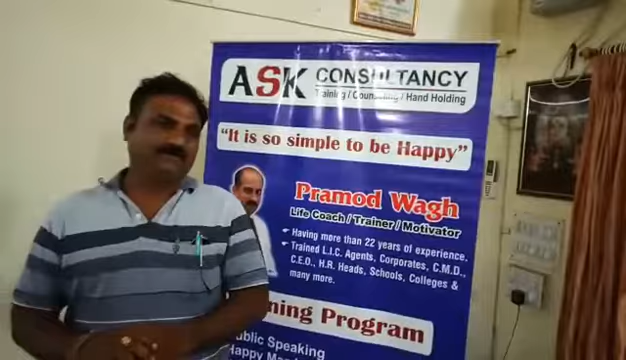 ASK CONSULTANCY
Training / Counseling / Hand Holding
"It is so simple to be Happy"
Pramod Wagh
Life Coach / Trainer / Motivator
Having more than 22 years of experience.
Trained L.I.C. Agents, Corporates, C.M.D.,
C.E.O., H.R. Heads, Schools, Colleges &
many more.
ning Program
Public Speaking
Happy